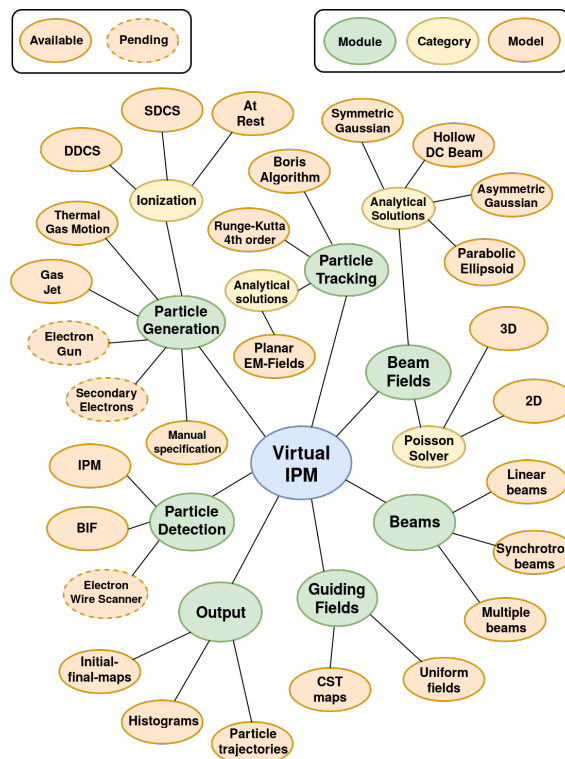 Available
Pending
Module
Category
Model
SDCS
At
Rest
DDCS
Ionization
Thermal
Gas Motion
Gas
Jet
Particle
Generation
Electron
Gun
Secondary
Electrons
Manual
specification
Boris
Algorithm
Runge-Kutta
4th order
Particle
Tracking
Analytical
solutions
Planar
EM-Fields
Symmetric
Gaussian
Hollow
DC Beam
Analytical
Solutions
Asymmetric
Gaussian
Parabolic
Ellipsoid
Beam
Fields
3D
2D
Poisson
Solver
Virtual
IPM
IPM
BIF
Particle
Detection
Electron
Wire Scanner
Beams
Linear
beams
Synchrotro
beams
Multiple
beams
Output
Initial-
final-maps
Histograms
Particle
trajectories
Guiding
Fields
CST
maps
Uniform
fields